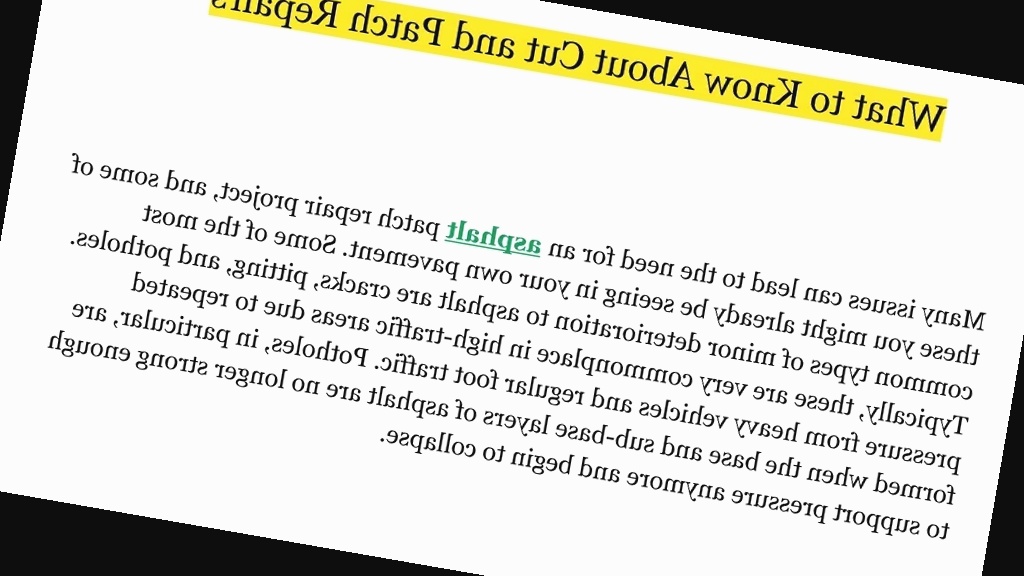 What to Know About Cut and Patch Repairs
Many issues can lead to the need for an asphalt patch repair project, and some of
these you might already be seeing in your own pavement. Some of the most
common types of minor deterioration to asphalt are cracks, pitting, and potholes.
Typically, these are very commonplace in high-traffic areas due to repeated
pressure from heavy vehicles and regular foot traffic. Potholes, in particular, are
formed when the base and sub-base layers of asphalt are no longer strong enough
to support pressure anymore and begin to collapse.